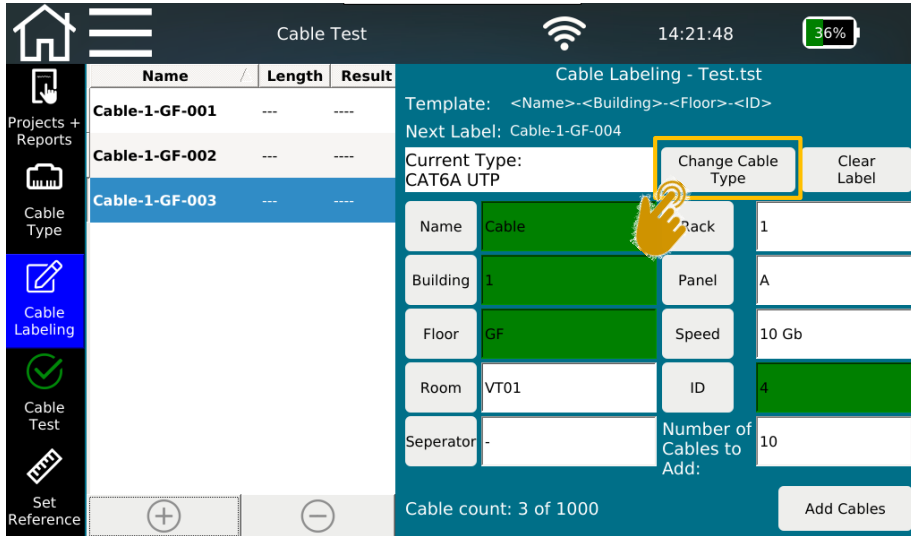 Cable Test
14:21:48
36%
Projects +
Reports
Cable
Type
Cable
Labeling
Cable
Test
Set
Reference
Name / Length Result
Cable-1-GF-001 --- ----
Cable-1-GF-002 --- ----
Cable-1-GF-003 --- ----
Cable Labeling - Test.tst
Template: <Name>-<Building>-<Floor>-<ID>
Next Label: Cable-1-GF-004
Current Type:
CAT6A UTP
Change Cable
Type
Clear
Label
Name Cable
Rack 1
Building 1
Panel A
Floor GF
Speed 10 Gb
Room VT01
ID 4
Seperator -
Number of
Cables to
Add:
10
Cable count: 3 of 1000
Add Cables